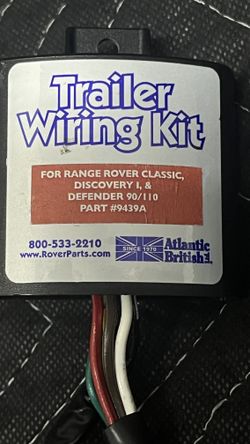 Trailer
Wiring Kit
FOR RANGE ROVER CLASSIC,
DISCOVERY I, &
DEFENDER 90/110
PART #9439A
800-533-2210
www.RoverParts.com
SINCE 1970
Atlantic
British